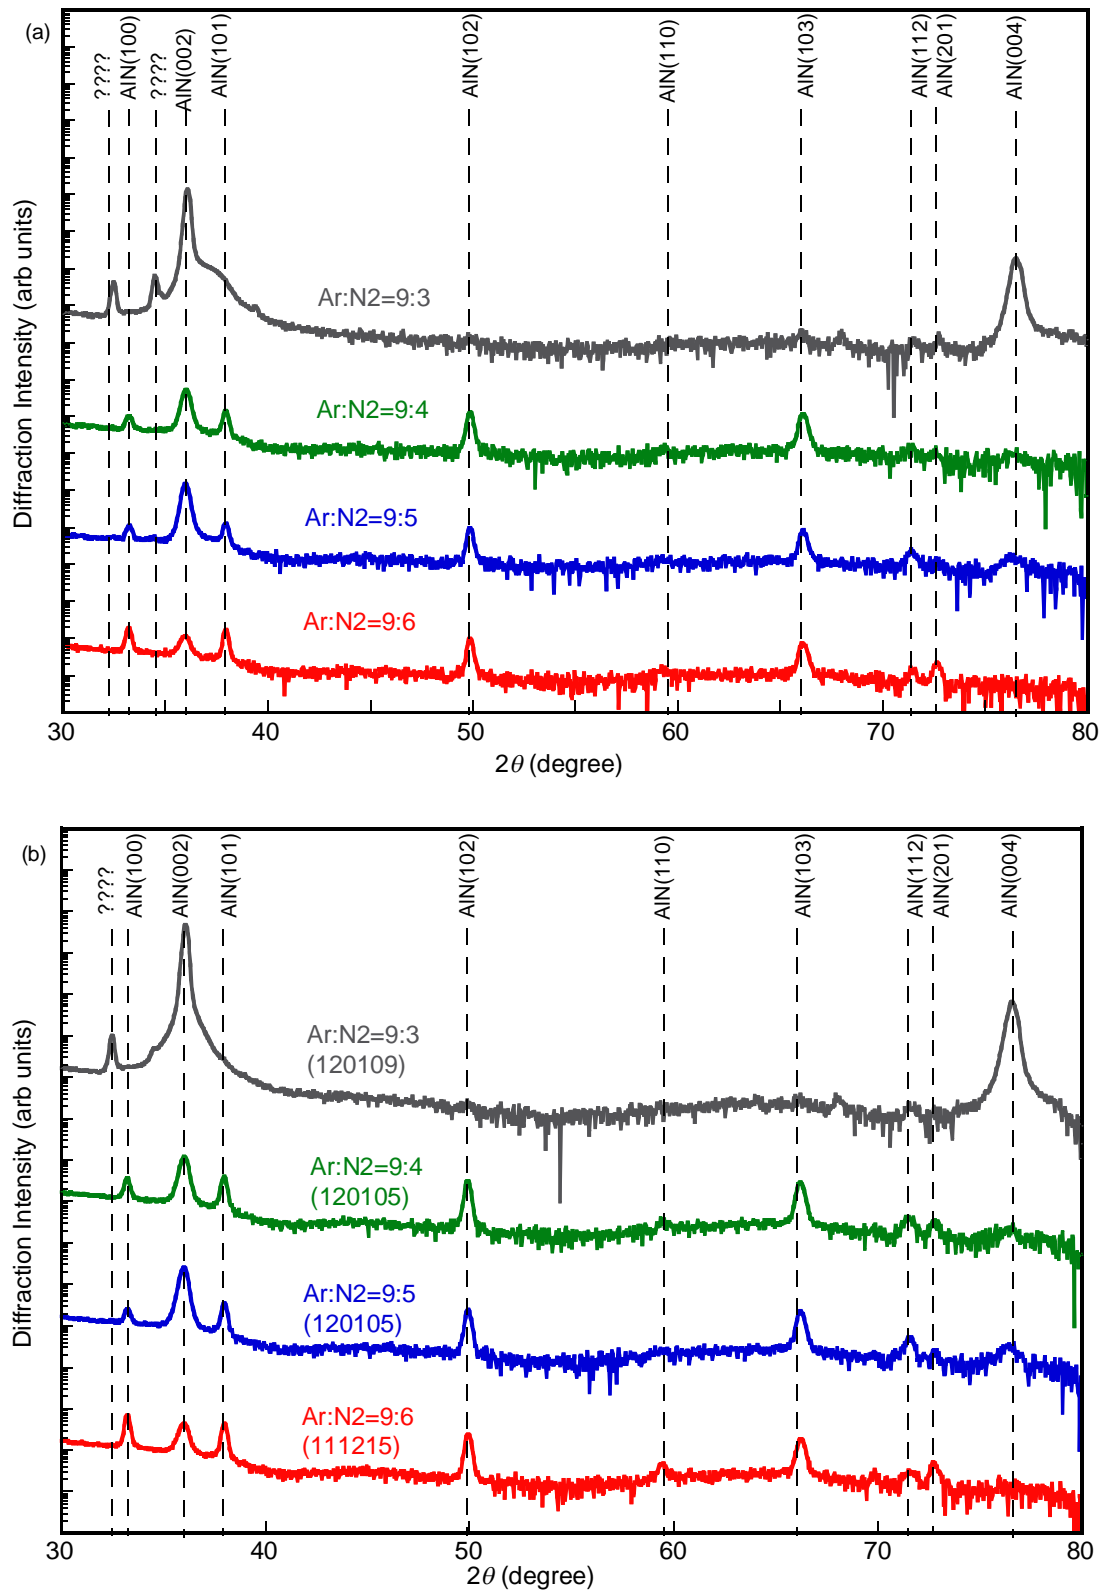 (a)
????
AlN(100)
????
AlN(002)
AlN(101)
AlN(102)
AlN(110)
AlN(103)
AlN(112)
AlN(201)
AlN(004)
Diffraction Intensity (arb units)
Ar:N2=9:3
Ar:N2=9:4
Ar:N2=9:5
Ar:N2=9:6
30 40 50 60 70 80
2θ (degree)
(b)
????
AlN(100)
AlN(002)
AlN(101)
AlN(102)
AlN(110)
AlN(103)
AlN(112)
AlN(201)
AlN(004)
Diffraction Intensity (arb units)
Ar:N2=9:3
(120109)
Ar:N2=9:4
(120105)
Ar:N2=9:5
(120105)
Ar:N2=9:6
(111215)
30 40 50 60 70 80
2θ (degree)